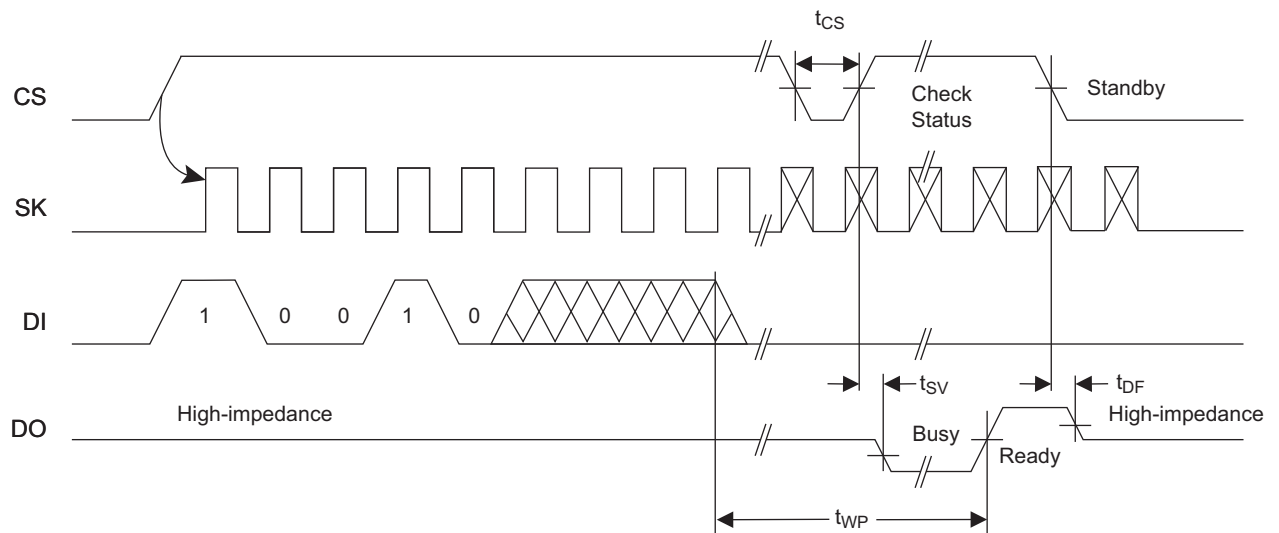 tCS
CS
Check
Status
Standby
SK
DI
1 0 0 1 0
tSV
tDF
DO
High-impedance
Busy
Ready
High-impedance
tWP